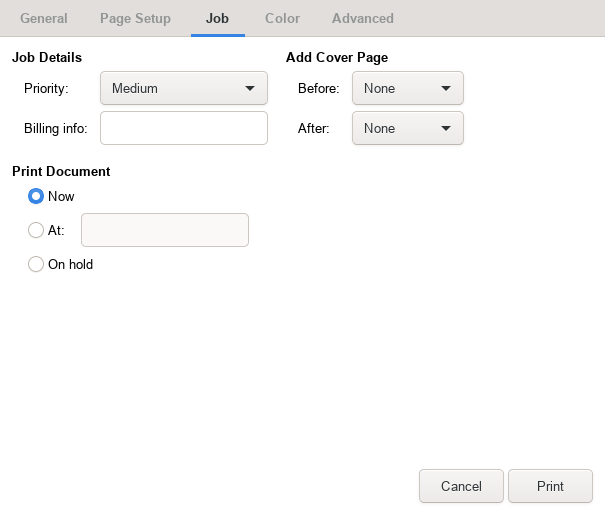 General Page Setup Job Color Advanced
Job Details
Priority: Medium
Billing info:
Add Cover Page
Before: None
After: None
Print Document
Now
At:
On hold
Cancel Print